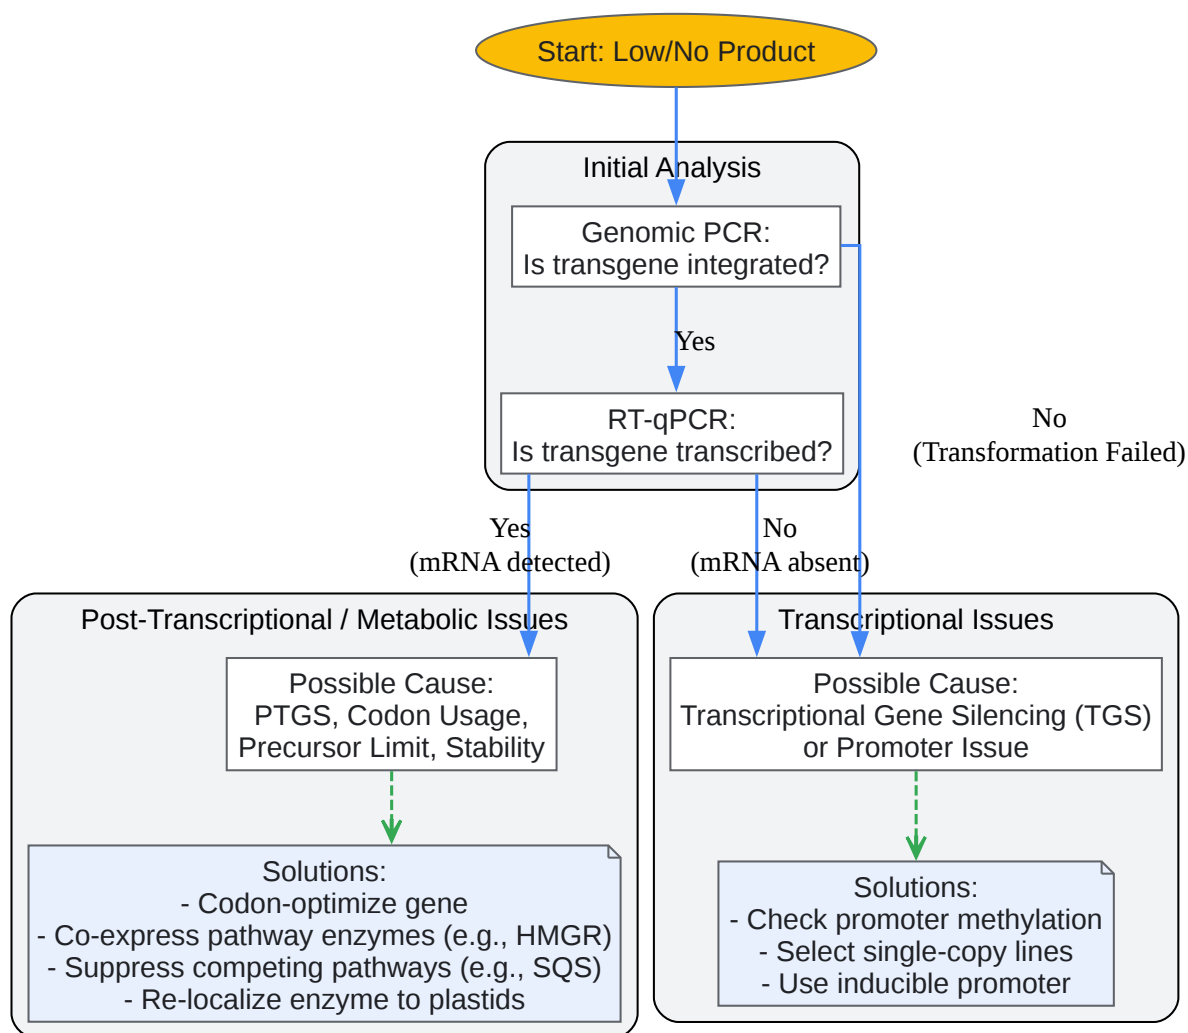 Start: Low/No Product
Initial Analysis
Genomic PCR:
Is transgene integrated?
Yes
RT-qPCR:
Is transgene transcribed?
No
(Transformation Failed)
Yes
(mRNA detected)
No
(mRNA absent)
Post-Transcriptional / Metabolic Issues
Possible Cause:
PTGS, Codon Usage,
Precursor Limit, Stability
Solutions:
- Codon-optimize gene
- Co-express pathway enzymes (e.g., HMGR)
- Suppress competing pathways (e.g., SQS)
- Re-localize enzyme to plastids
Transcriptional Issues
Possible Cause:
Transcriptional Gene Silencing (TGS)
or Promoter Issue
Solutions:
- Check promoter methylation
- Select single-copy lines
- Use inducible promoter